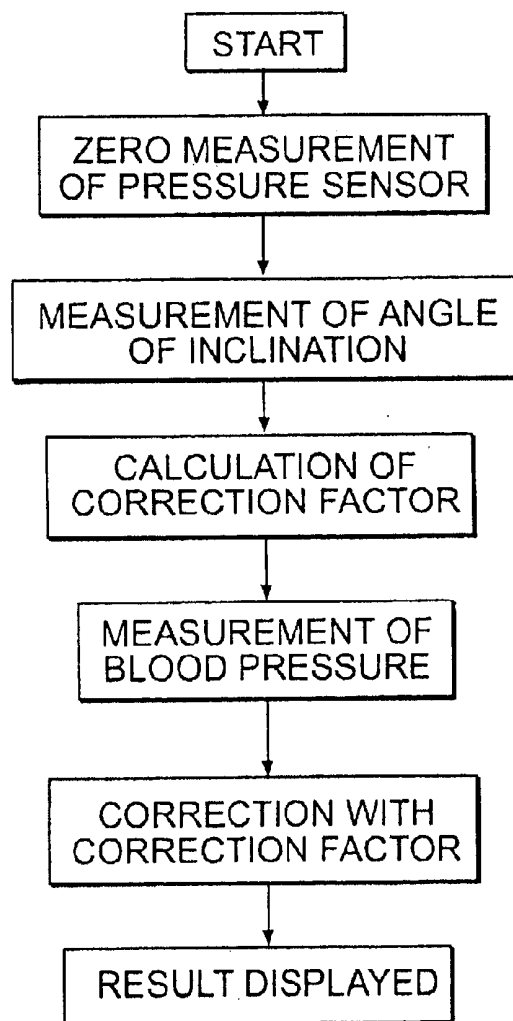 START
ZERO MEASUREMENT
OF PRESSURE SENSOR
MEASUREMENT OF ANGLE
OF INCLINATION
CALCULATION OF
CORRECTION FACTOR
MEASUREMENT OF
BLOOD PRESSURE
CORRECTION WITH
CORRECTION FACTOR
RESULT DISPLAYED